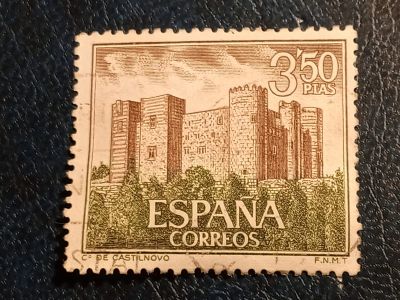 3'50
PTAS
ESPAÑA
CORREOS
Cº DE CASTILNOVO
F.N.M.T